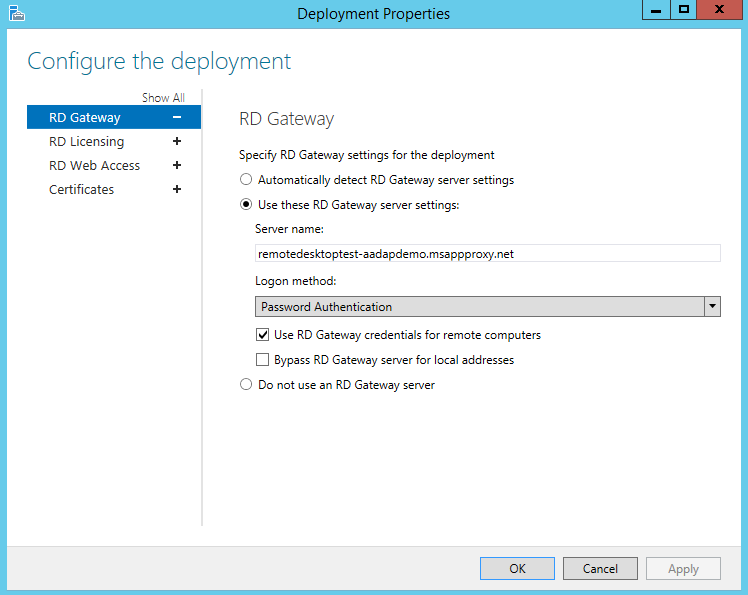 Deployment Properties
Configure the deployment
Show All
RD Gateway –
RD Licensing +
RD Web Access +
Certificates +
RD Gateway
Specify RD Gateway settings for the deployment
Automatically detect RD Gateway server settings
Use these RD Gateway server settings:
Server name:
remotedesktoptest-aadapdemo.msappproxy.net
Logon method:
Password Authentication
Use RD Gateway credentials for remote computers
Bypass RD Gateway server for local addresses
Do not use an RD Gateway server
OK Cancel Apply